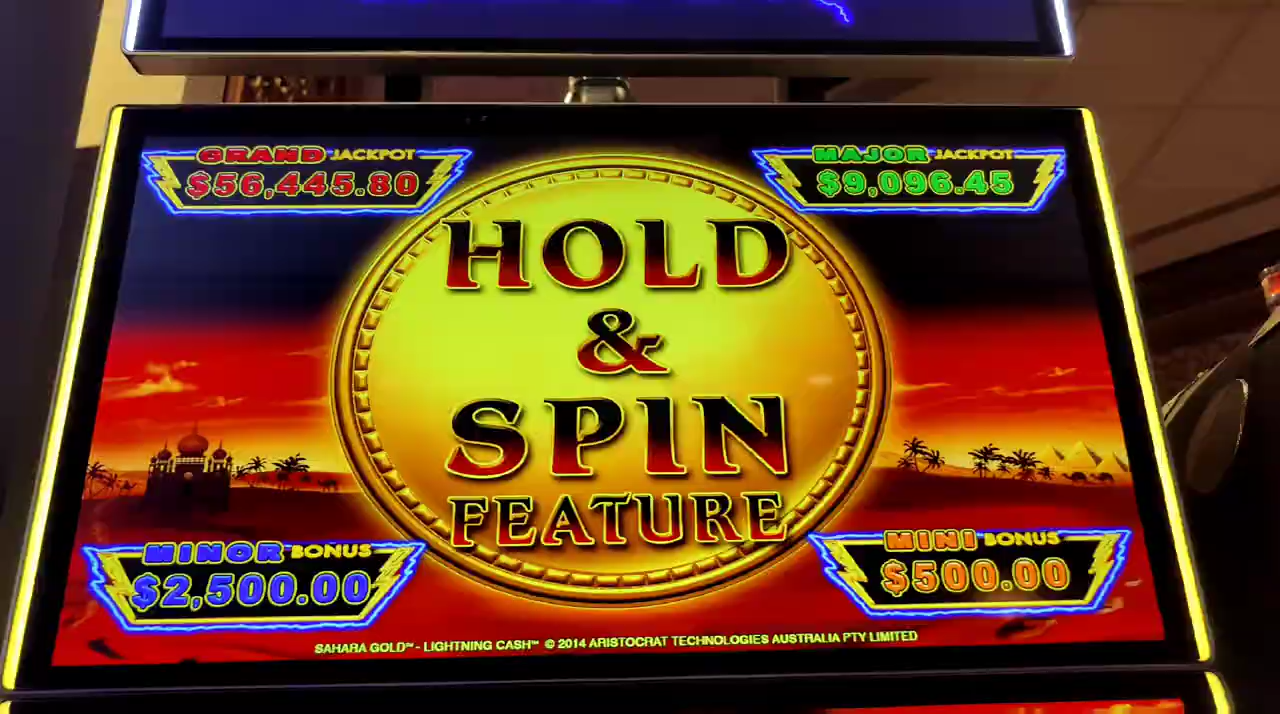 GRAND JACKPOT
$56,445.80
MAJOR JACKPOT
$9,096.45
HOLD
&
SPIN
FEATURE
MINOR BONUS
$2,500.00
MINI BONUS
$500.00
SAHARA GOLD™ - LIGHTNING CASH™ © 2014 ARISTOCRAT TECHNOLOGIES AUSTRALIA PTY LIMITED